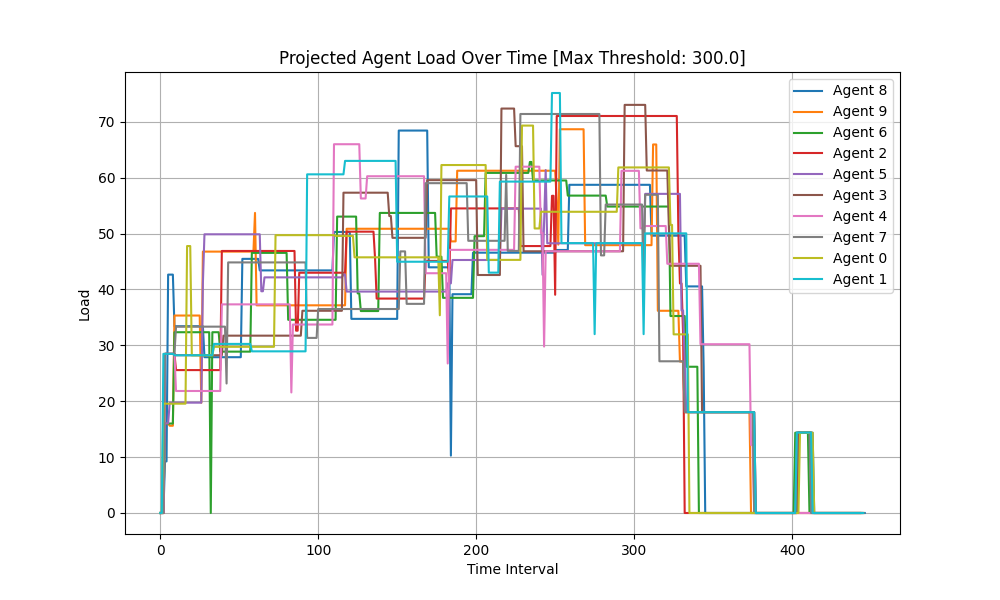 Projected Agent Load Over Time [Max Threshold: 300.0]
Load
70
60
50
40
30
20
10
0
0
100
200
300
400
Time Interval
Agent 8
Agent 9
Agent 6
Agent 2
Agent 5
Agent 3
Agent 4
Agent 7
Agent 0
Agent 1